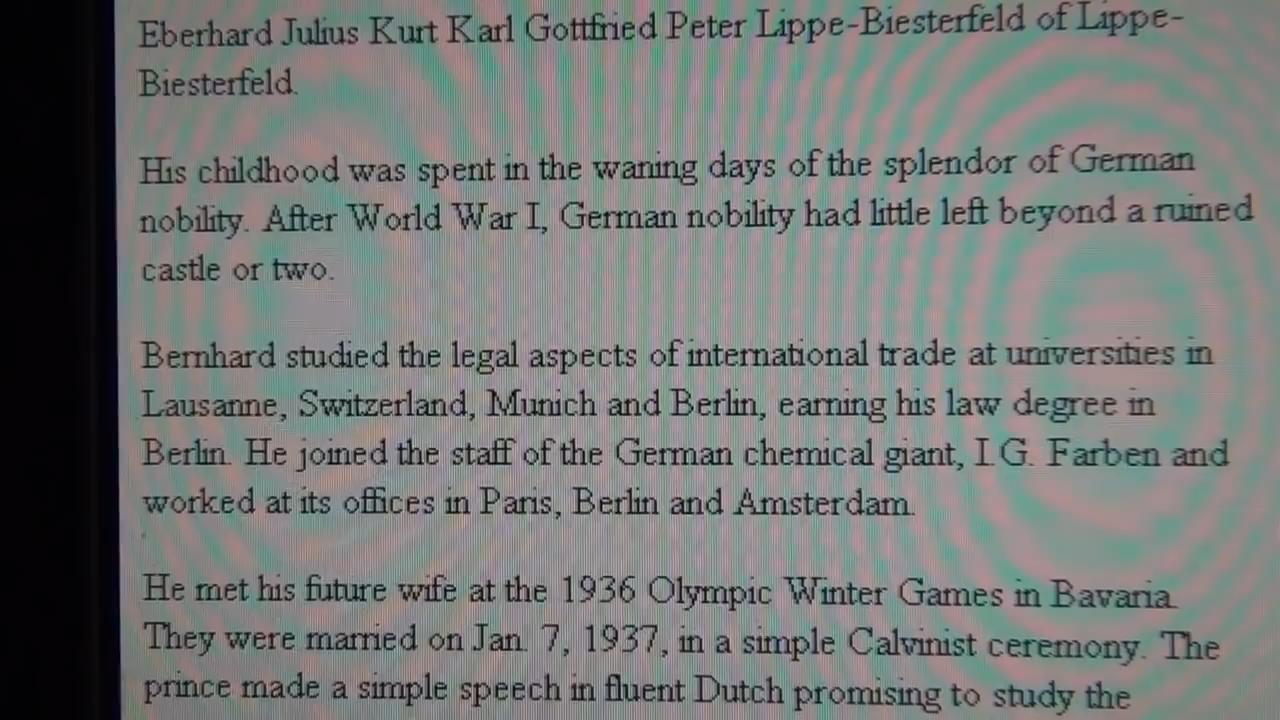 Eberhard Julius Kurt Karl Gottfried Peter Lippe-Biesterfeld of Lippe-
Biesterfeld.
His childhood was spent in the waning days of the splendor of German
nobility. After World War I, German nobility had little left beyond a ruined
castle or two.
Bernhard studied the legal aspects of international trade at universities in
Lausanne, Switzerland, Munich and Berlin, earning his law degree in
Berlin. He joined the staff of the German chemical giant, I.G. Farben and
worked at its offices in Paris, Berlin and Amsterdam.
He met his future wife at the 1936 Olympic Winter Games in Bavaria.
They were married on Jan. 7, 1937, in a simple Calvinist ceremony. The
prince made a simple speech in fluent Dutch promising to study the